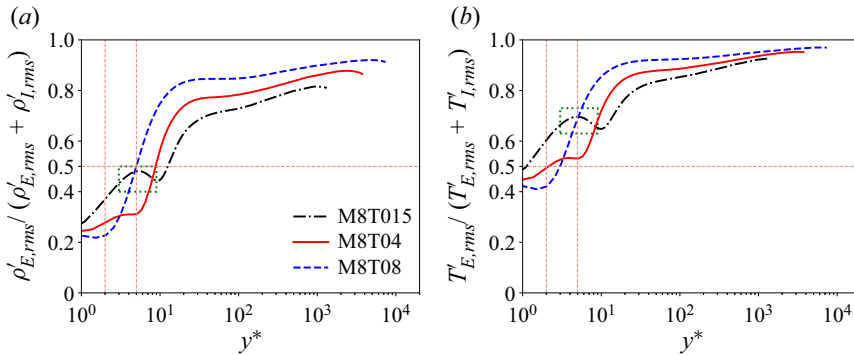 (a)
(b)
1.0
0.8
0.6
0.5
0.4
0.2
0
10^0
10^1
10^2
10^3
10^4
y*
ρ′_{E,rms} / (ρ′_{E,rms} + ρ′_{I,rms})
M8T015
M8T04
M8T08
1.0
0.8
0.6
0.5
0.4
0.2
0
10^0
10^1
10^2
10^3
10^4
y*
T′_{E,rms} / (T′_{E,rms} + T′_{I,rms})